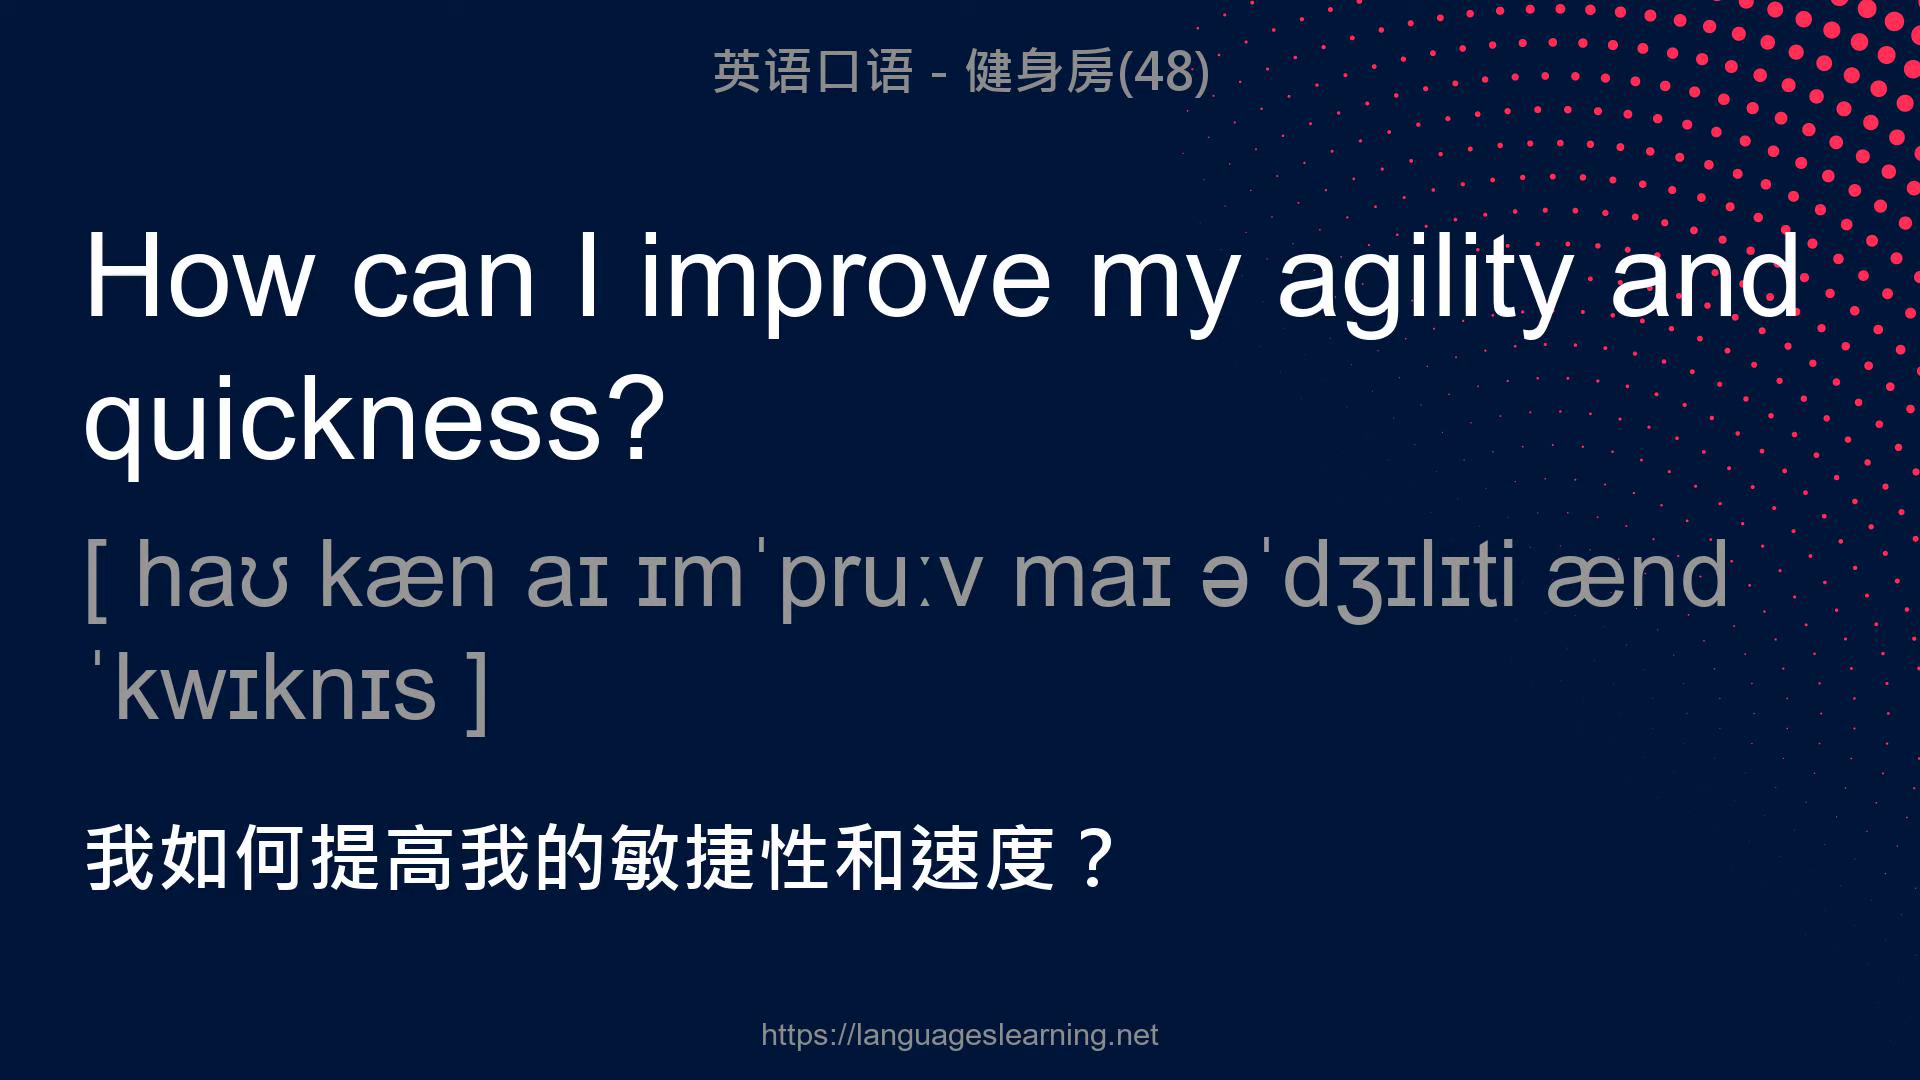 英语口语 - 健身房(48)
How can I improve my agility and
quickness?
[ haʊ kæn aɪ ɪmˈpruːv maɪ əˈdʒɪlɪti ænd
ˈkwɪknɪs ]
我如何提高我的敏捷性和速度？
https://languageslearning.net